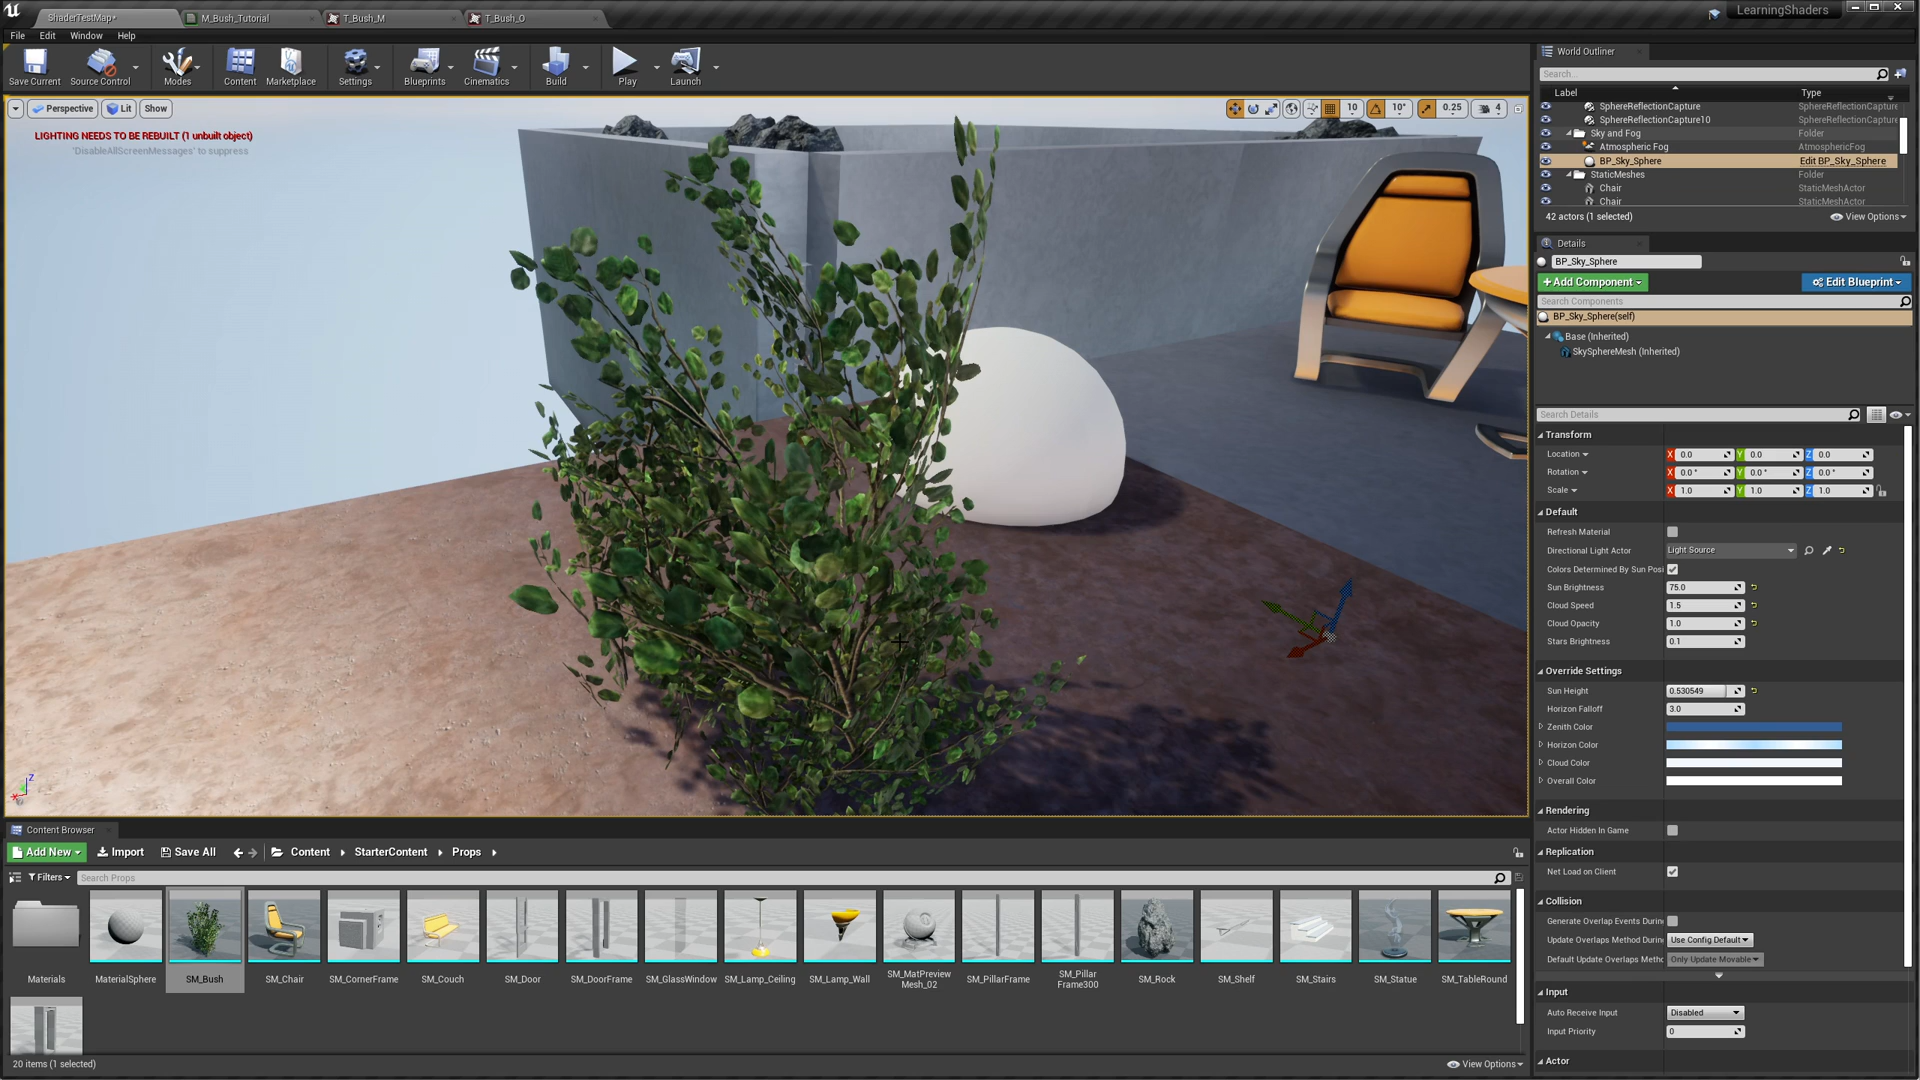 ShaderTestMap*
M_Bush_Tutorial
T_Bush_M
T_Bush_O
LearningShaders
File Edit Window Help
Save Current
Source Control
Modes
Content
Marketplace
Settings
Blueprints
Cinematics
Build
Play
Launch
Perspective
Lit
Show
10
10°
0.25
4
LIGHTING NEEDS TO BE REBUILT (1 unbuilt object)
'DisableAllScreenMessages' to suppress
Z
World Outliner
Search...
Label Type
SphereReflectionCapture SphereReflectionCapture
SphereReflectionCapture10 SphereReflectionCapture
Sky and Fog Folder
Atmospheric Fog AtmosphericFog
BP_Sky_Sphere Edit BP_Sky_Sphere
StaticMeshes Folder
Chair StaticMeshActor
Chair StaticMeshActor
42 actors (1 selected) View Options
Details
BP_Sky_Sphere
+Add Component Edit Blueprint
Search Components
BP_Sky_Sphere(self)
Base (Inherited)
SkySphereMesh (Inherited)
Search Details
Transform
Location X 0.0 Y 0.0 Z 0.0
Rotation X 0.0 ° Y 0.0 ° Z 0.0 °
Scale X 1.0 Y 1.0 Z 1.0
Default
Refresh Material
Directional Light Actor Light Source
Colors Determined By Sun Posi
Sun Brightness 75.0
Cloud Speed 1.5
Cloud Opacity 1.0
Stars Brightness 0.1
Override Settings
Sun Height 0.530549
Horizon Falloff 3.0
Zenith Color
Horizon Color
Cloud Color
Overall Color
Rendering
Actor Hidden In Game
Replication
Net Load on Client
Collision
Generate Overlap Events Durin
Update Overlaps Method Durin Use Config Default
Default Update Overlaps Metho Only Update Movable
Input
Auto Receive Input Disabled
Input Priority 0
Actor
Content Browser
Add New Import Save All Content StarterContent Props
Filters Search Props
Materials
MaterialSphere
SM_Bush
SM_Chair
SM_CornerFrame
SM_Couch
SM_Door
SM_DoorFrame
SM_GlassWindow
SM_Lamp_Ceiling
SM_Lamp_Wall
SM_MatPreview
Mesh_02
SM_PillarFrame
SM_Pillar
Frame300
SM_Rock
SM_Shelf
SM_Stairs
SM_Statue
SM_TableRound
20 items (1 selected) View Options